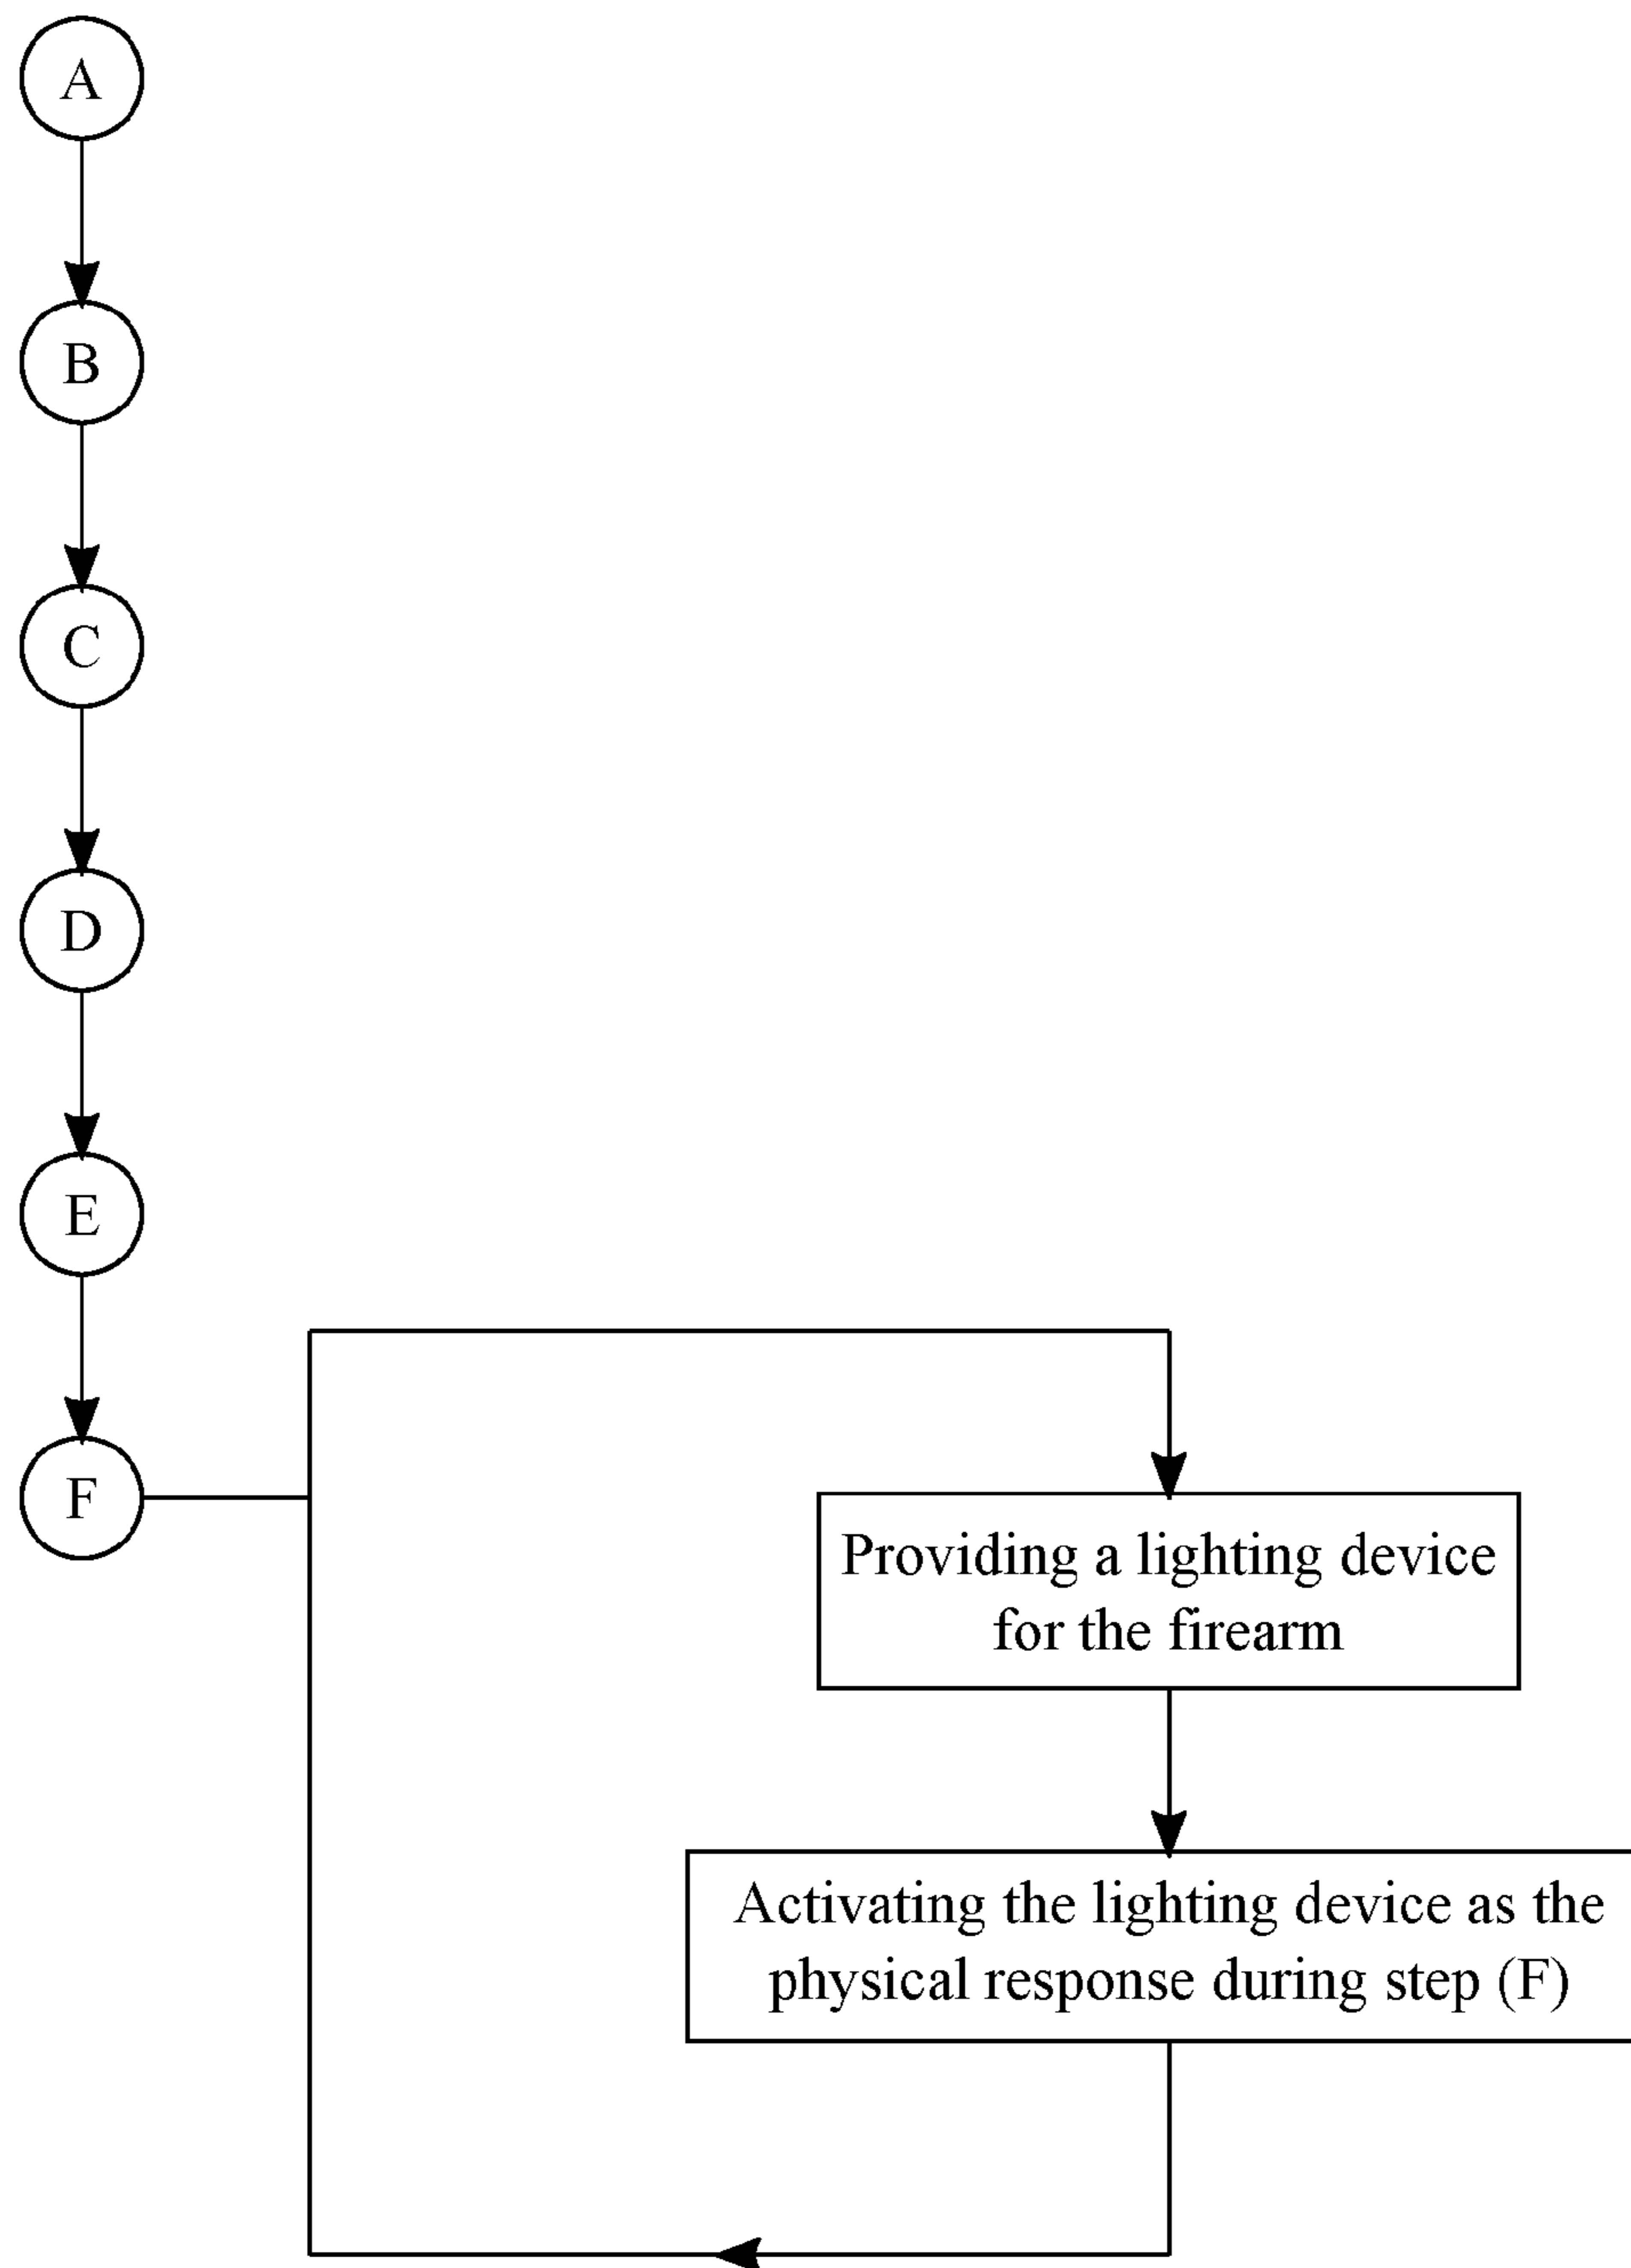 A
B
C
D
E
F
Providing a lighting device
for the firearm
Activating the lighting device as the
physical response during step (F)